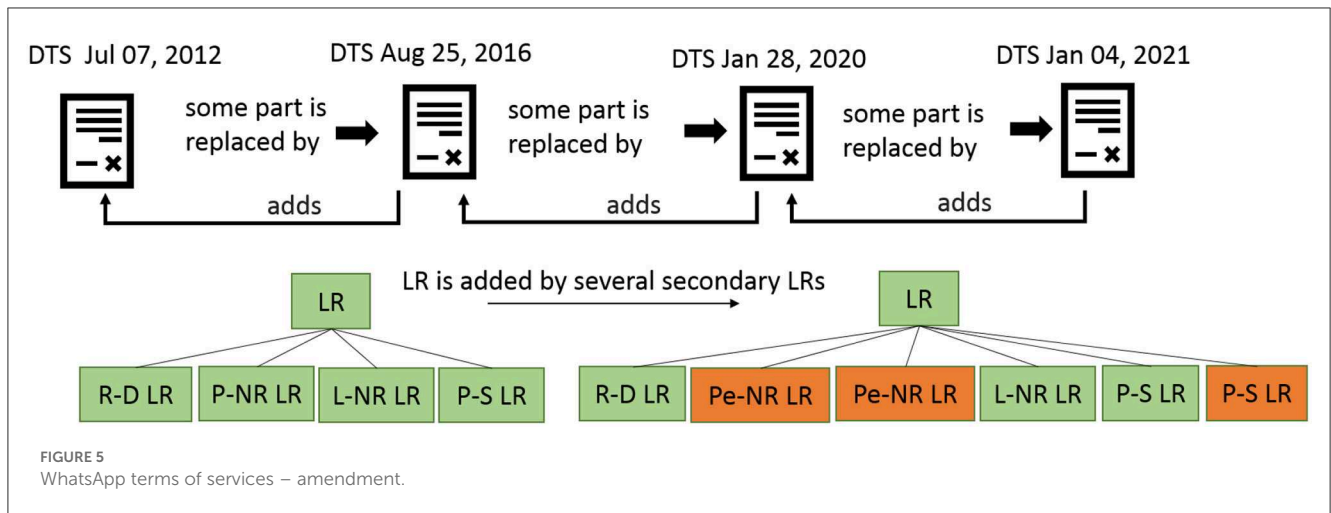 DTS Jul 07, 2012
DTS Aug 25, 2016
DTS Jan 28, 2020
DTS Jan 04, 2021
some part is
replaced by
some part is
replaced by
some part is
replaced by
adds
adds
adds
LR is added by several secondary LRs
LR
LR
R-D LR
P-NR LR
L-NR LR
P-S LR
R-D LR
Pe-NR LR
Pe-NR LR
L-NR LR
P-S LR
P-S LR
FIGURE 5
WhatsApp terms of services – amendment.